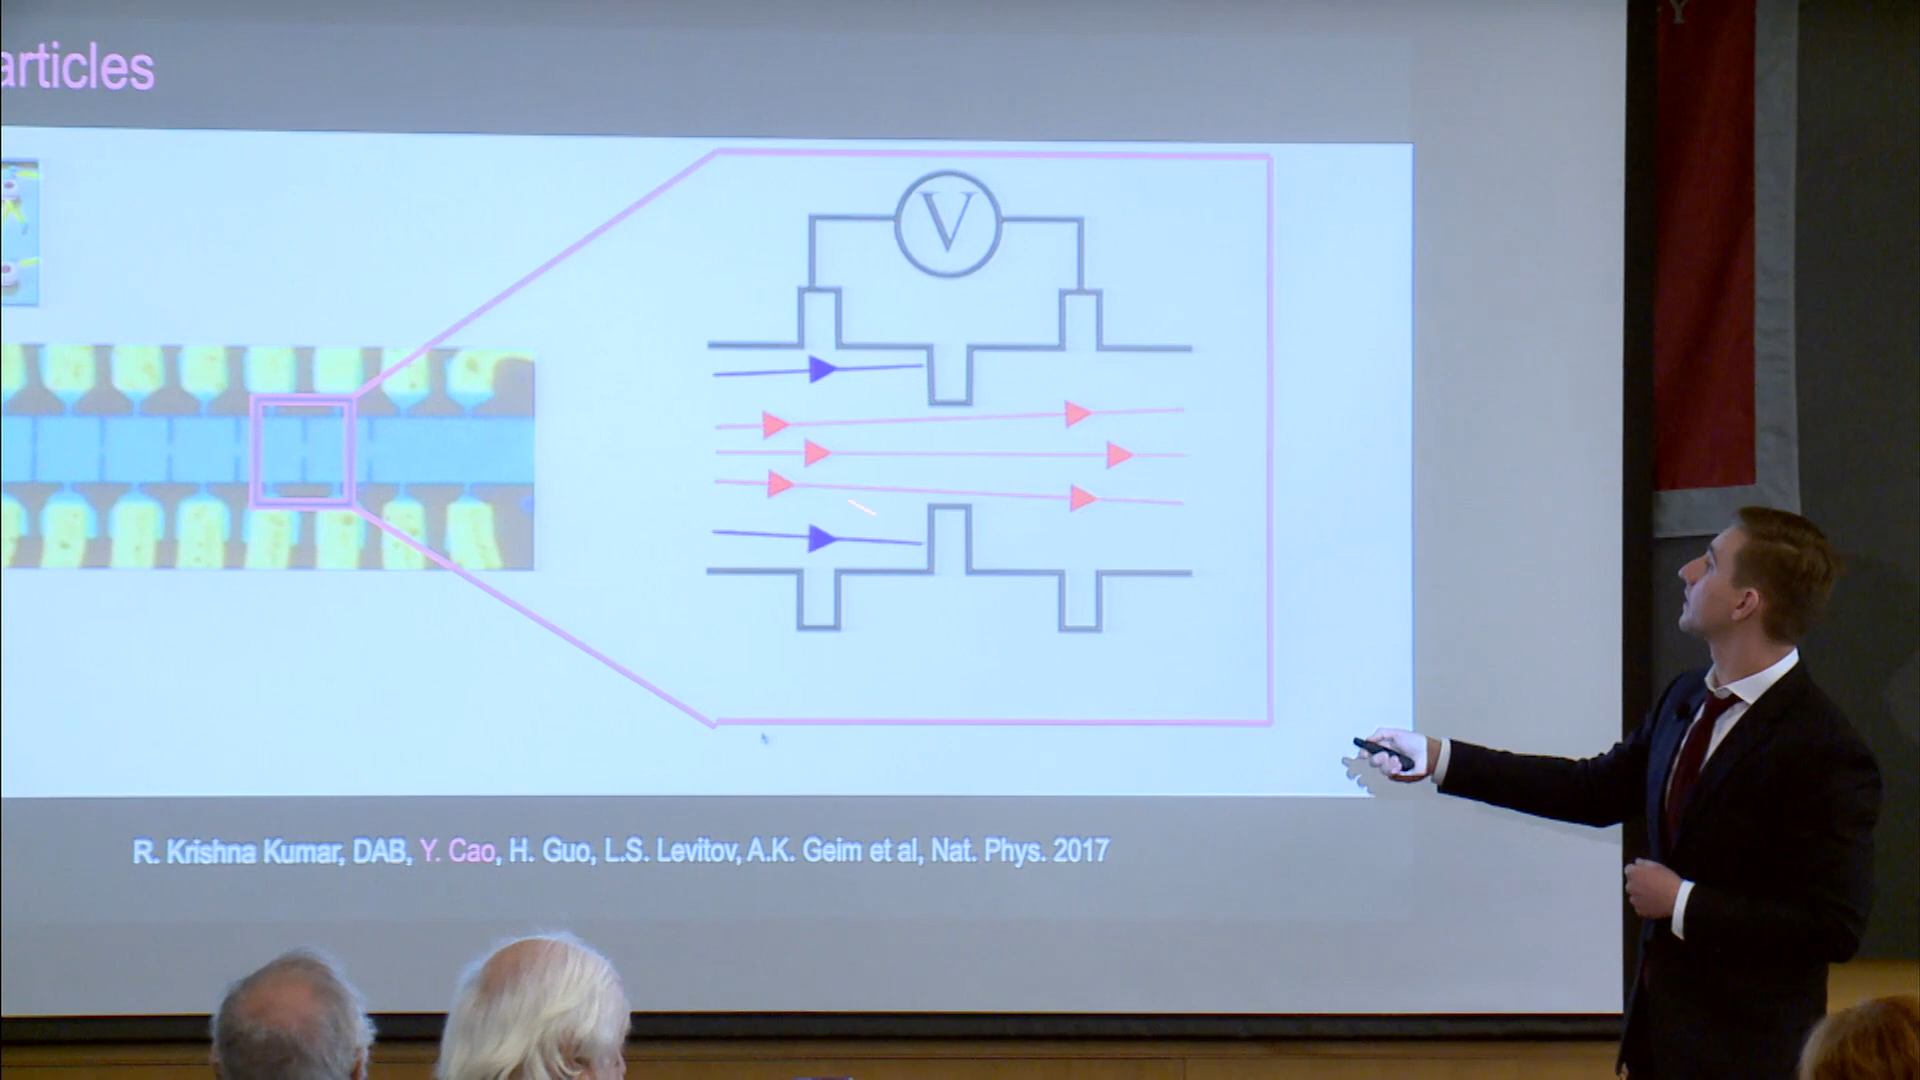 articles
V
R. Krishna Kumar, DAB, Y. Cao, H. Guo, L.S. Levitov, A.K. Geim et al, Nat. Phys. 2017
Y